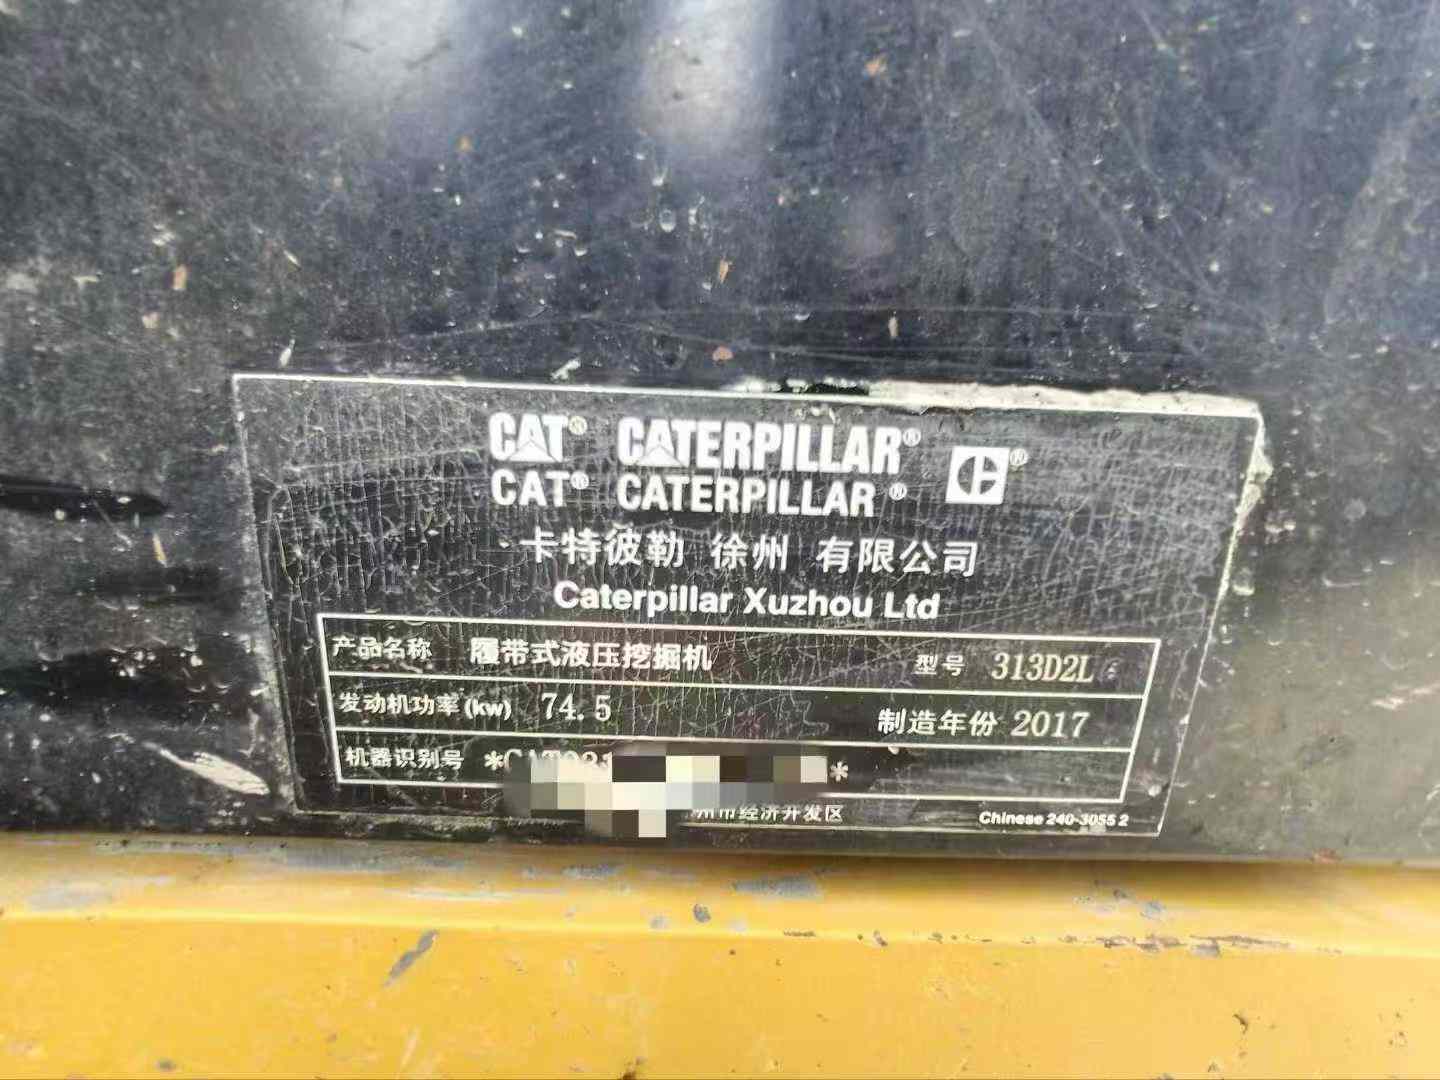 CAT® CATERPILLAR®
CAT® CATERPILLAR®
卡特彼勒 徐州 有限公司
Caterpillar Xuzhou Ltd
产品名称 履带式液压挖掘机 型号 313D2L
发动机功率(kw) 74.5 制造年份 2017
机器识别号
市经济开发区 Chinese 240-3055 2